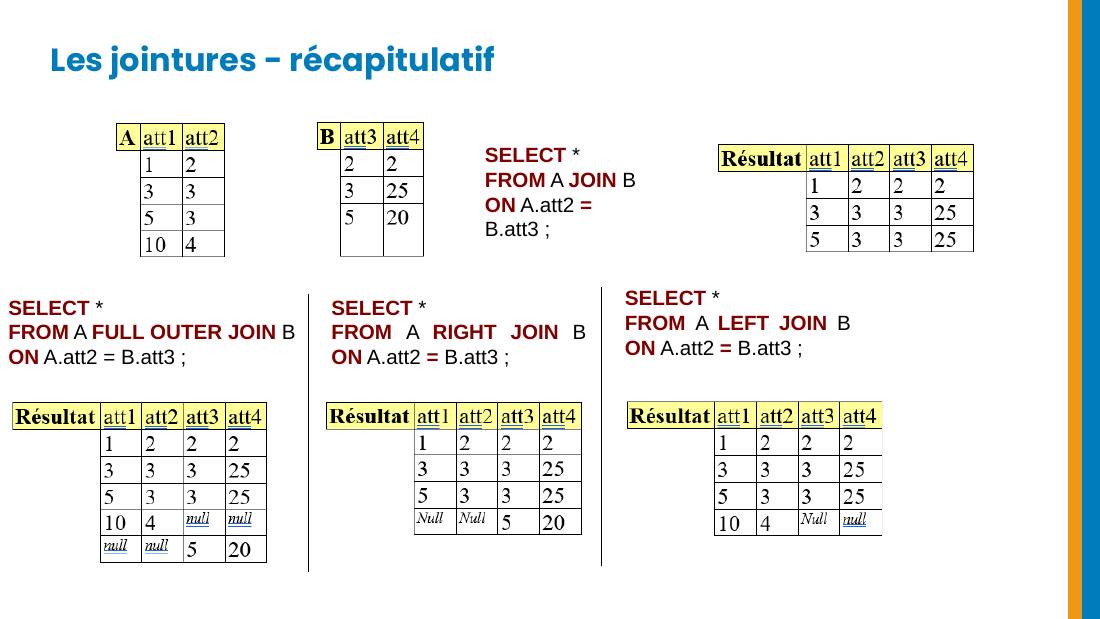 Les jointures - récapitulatif
A att1 att2
1 2
3 3
5 3
10 4
B att3 att4
2 2
3 25
5 20
SELECT *
FROM A JOIN B
ON A.att2 =
B.att3 ;
Résultat att1 att2 att3 att4
1 2 2 2
3 3 3 25
5 3 3 25
SELECT *
FROM A FULL OUTER JOIN B
ON A.att2 = B.att3 ;
Résultat att1 att2 att3 att4
1 2 2 2
3 3 3 25
5 3 3 25
10 4 null null
null null 5 20
SELECT *
FROM A RIGHT JOIN B
ON A.att2 = B.att3 ;
Résultat att1 att2 att3 att4
1 2 2 2
3 3 3 25
5 3 3 25
Null Null 5 20
SELECT *
FROM A LEFT JOIN B
ON A.att2 = B.att3 ;
Résultat att1 att2 att3 att4
1 2 2 2
3 3 3 25
5 3 3 25
10 4 Null null